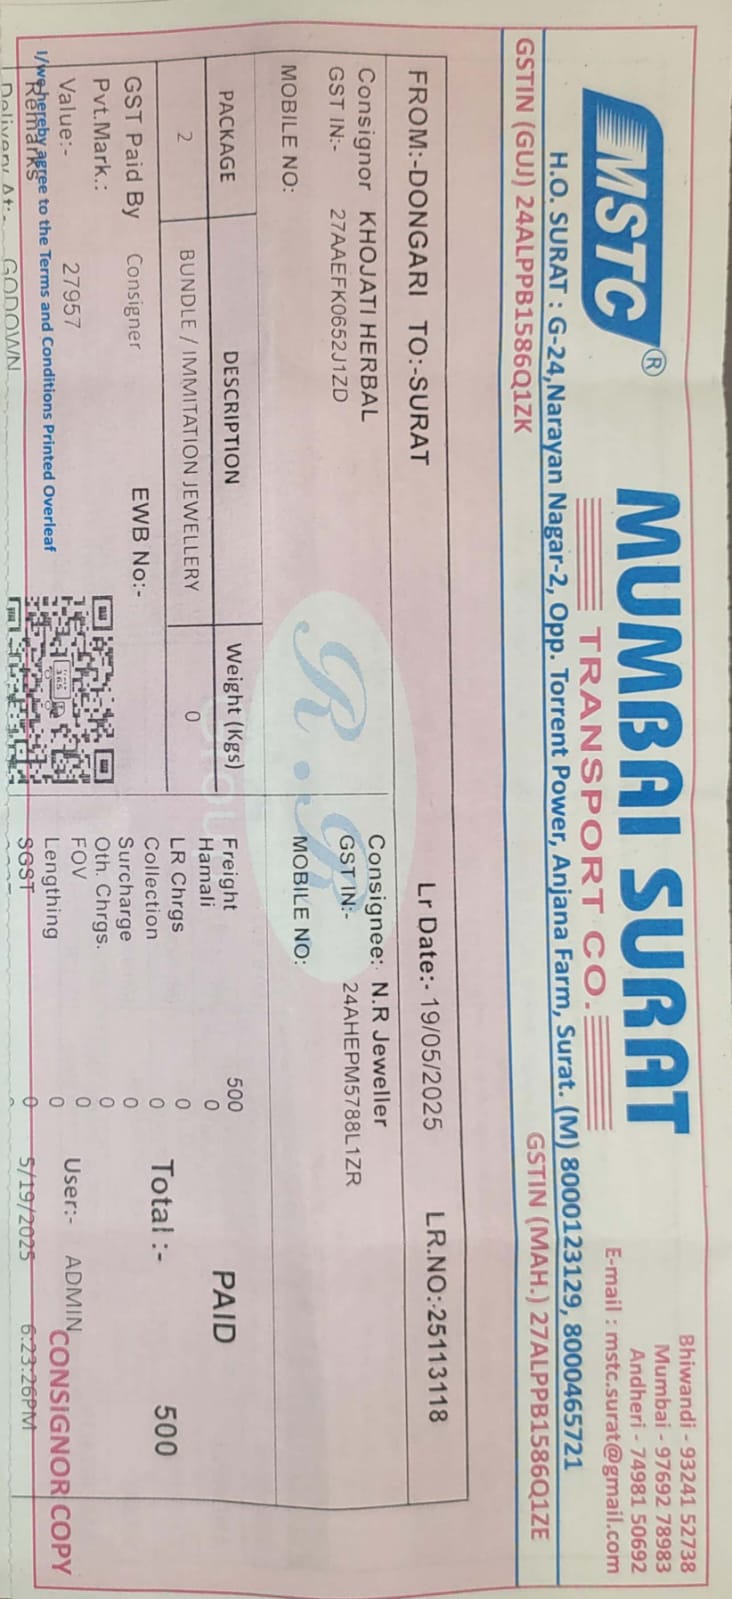 MSTC ®
MUMBAI SURAT
TRANSPORT CO.
Bhiwandi - 93241 52738
Mumbai - 97692 78983
Andheri - 74981 50692
E-mail : mstc.surat@gmail.com
H.O. SURAT : G-24,Narayan Nagar-2, Opp. Torrent Power, Anjana Farm, Surat. (M) 8000123129, 8000465721
GSTIN (GUJ) 24ALPPB1586Q1ZK GSTIN (MAH.) 27ALPPB1586Q1ZE
FROM:-DONGARI TO:-SURAT Lr Date:- 19/05/2025 LR.NO:-25113118
Consignor KHOJATI HERBAL Consignee: N.R Jeweller
GST IN:- 27AAEFK0652J1ZD GST IN:- 24AHEPM5788L1ZR
MOBILE NO: MOBILE NO:
PACKAGE DESCRIPTION Weight (Kgs) Freight 500 PAID
Hamali 0
2 BUNDLE / IMMITATION JEWELLERY 0 LR Chrgs 0
Collection 0 Total :- 500
GST Paid By Consigner EWB No:- Surcharge 0
Pvt.Mark.: Oth. Chrgs. 0
Value:- 27957 FOV 0 User:- ADMIN
Lengthing 0
Remarks SGST 0 5/19/2025 6:23:26PM
I/we hereby agree to the Terms and Conditions Printed Overleaf CONSIGNOR COPY
Delivery At:- GODOWN